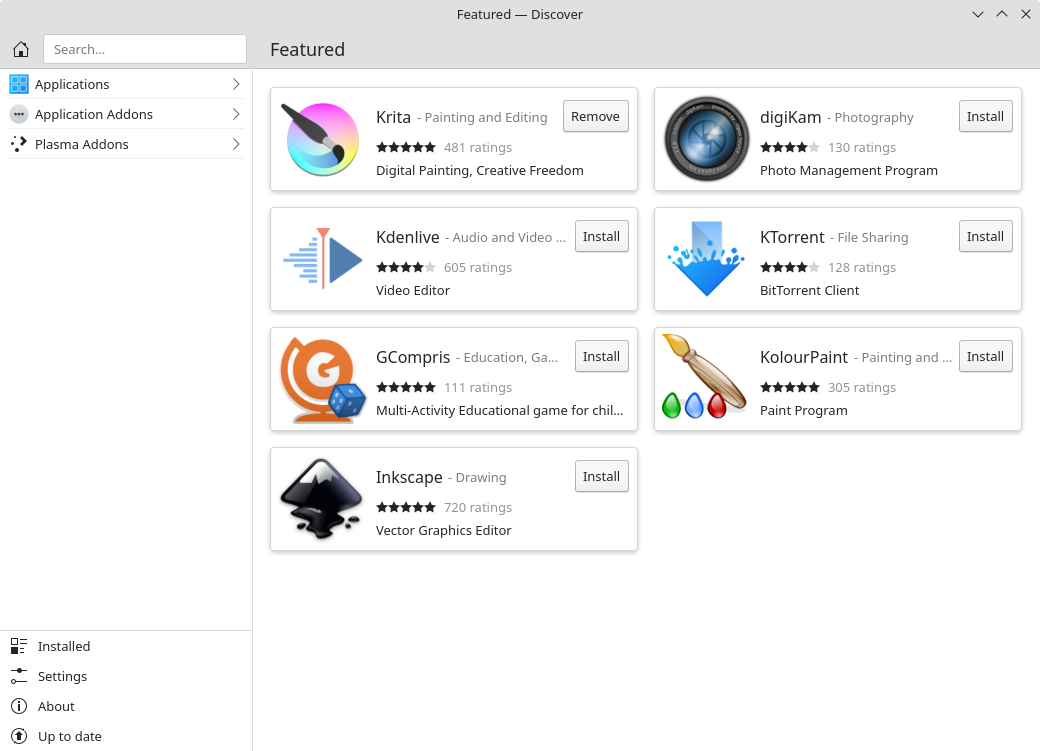 Featured — Discover
Search...
Featured
Applications
Application Addons
Plasma Addons
Krita - Painting and Editing
Remove
481 ratings
Digital Painting, Creative Freedom
digiKam - Photography
Install
130 ratings
Photo Management Program
Kdenlive - Audio and Video ...
Install
605 ratings
Video Editor
KTorrent - File Sharing
Install
128 ratings
BitTorrent Client
GCompris - Education, Ga...
Install
111 ratings
Multi-Activity Educational game for chil...
KolourPaint - Painting and ...
Install
305 ratings
Paint Program
Inkscape - Drawing
Install
720 ratings
Vector Graphics Editor
Installed
Settings
About
Up to date